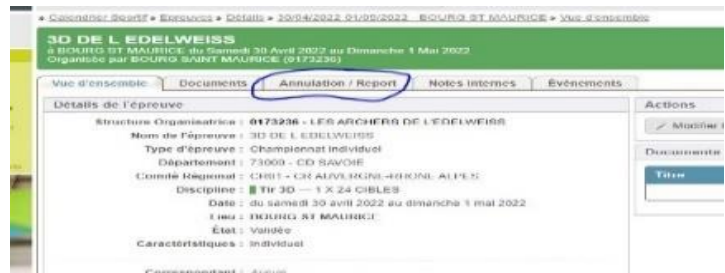 • Calendrier Sportif • Epreuves • Détails • 30/04/2022 01/05/2022 BOURG ST MAURICE • Vue d'ensemble
3D DE L EDELWEISS
à BOURG ST MAURICE du Samedi 30 Avril 2022 au Dimanche 1 Mai 2022
Organisée par BOURG SAINT MAURICE (0173236)
Vue d'ensemble Documents Annulation / Report Notes internes Événements
Détails de l'épreuve Actions
Structure Organisatrice : 0173236 - LES ARCHERS DE L'EDELWEISS
Modifier
Nom de l'épreuve : 3D DE L EDELWEISS
Type d'épreuve : Championnat Individuel
Documents
Département : 73000 - CD SAVOIE
Titre
Comité Régional : CR01 - CR AUVERGNE-RHONE-ALPES
Discipline : Tir 3D — 1 X 24 CIBLES
Date : du samedi 30 avril 2022 au dimanche 1 mai 2022
Lieu : BOURG ST MAURICE
État : Validée
Caractéristiques : Individuel
Correspondant :